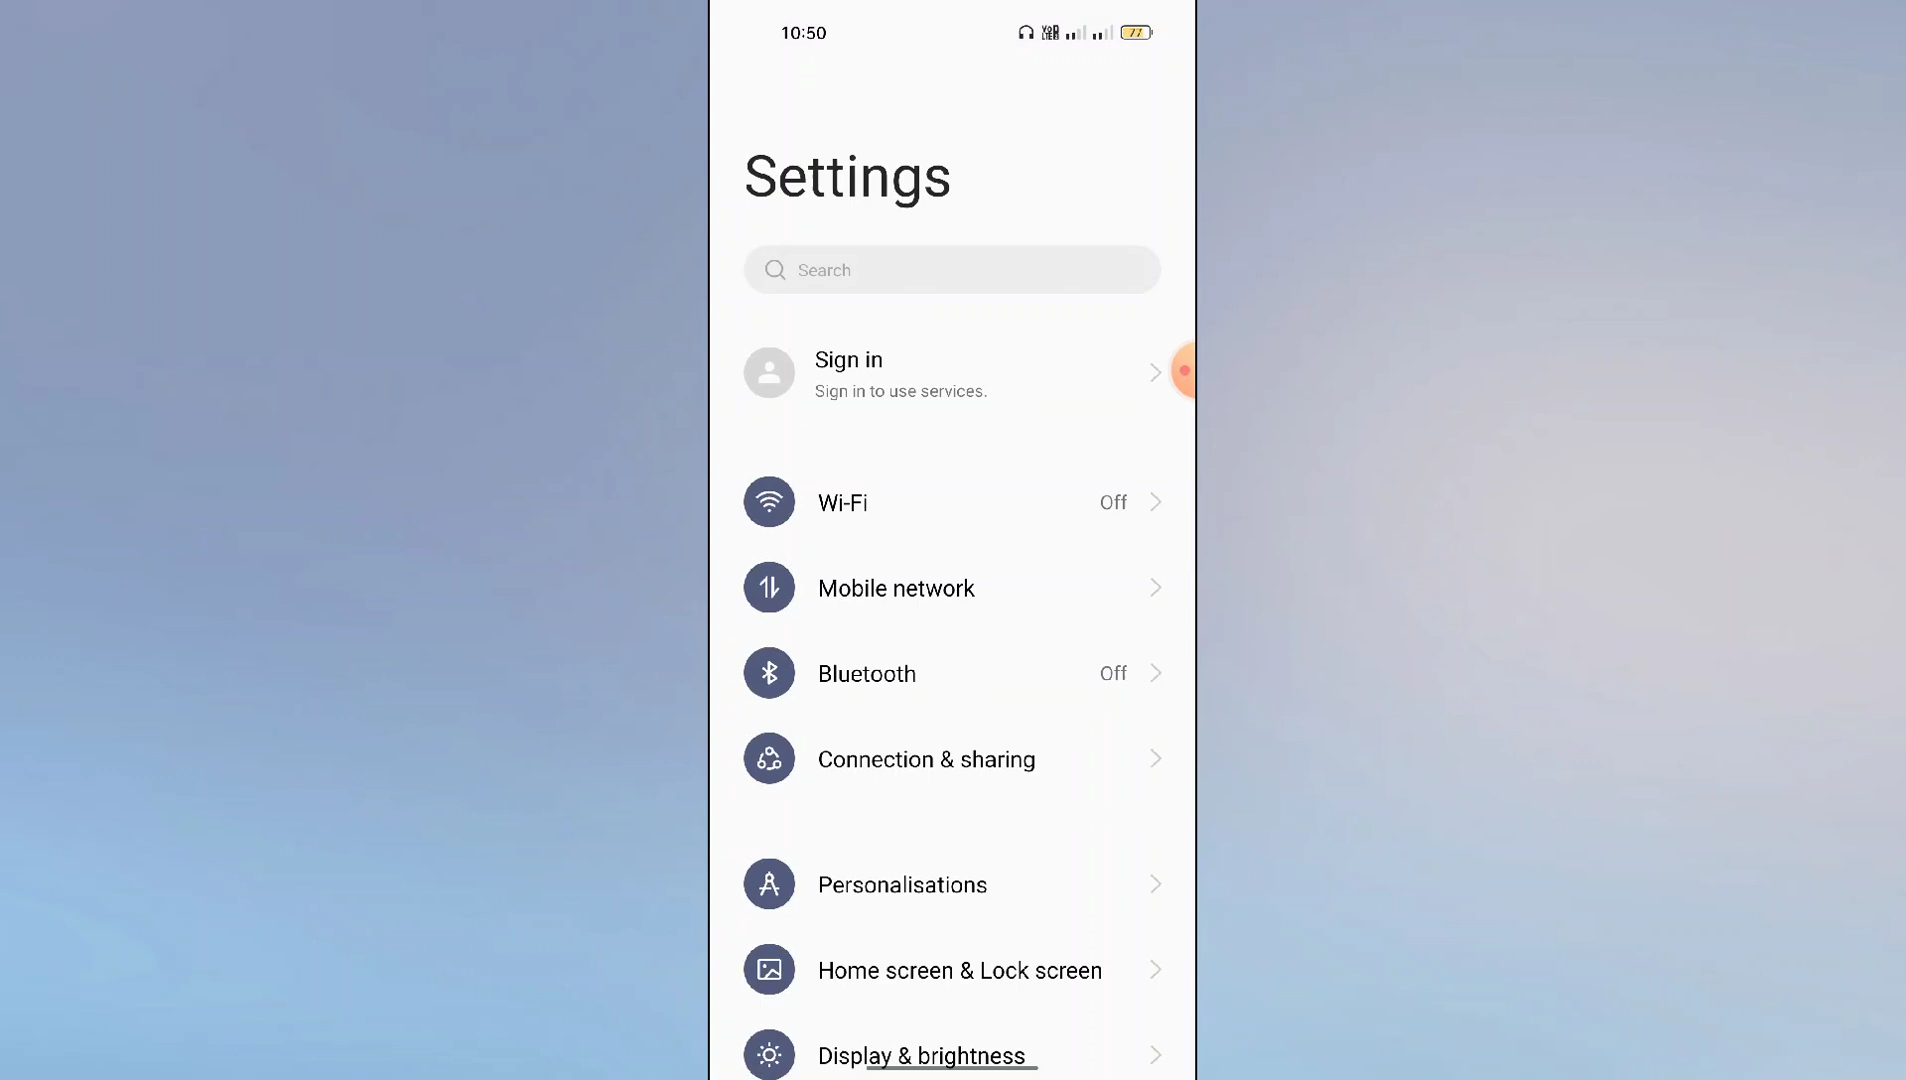 10:50
77
Settings
Search
Sign in
Sign in to use services.
Wi-Fi Off
Mobile network
Bluetooth Off
Connection & sharing
Personalisations
Home screen & Lock screen
Display & brightness